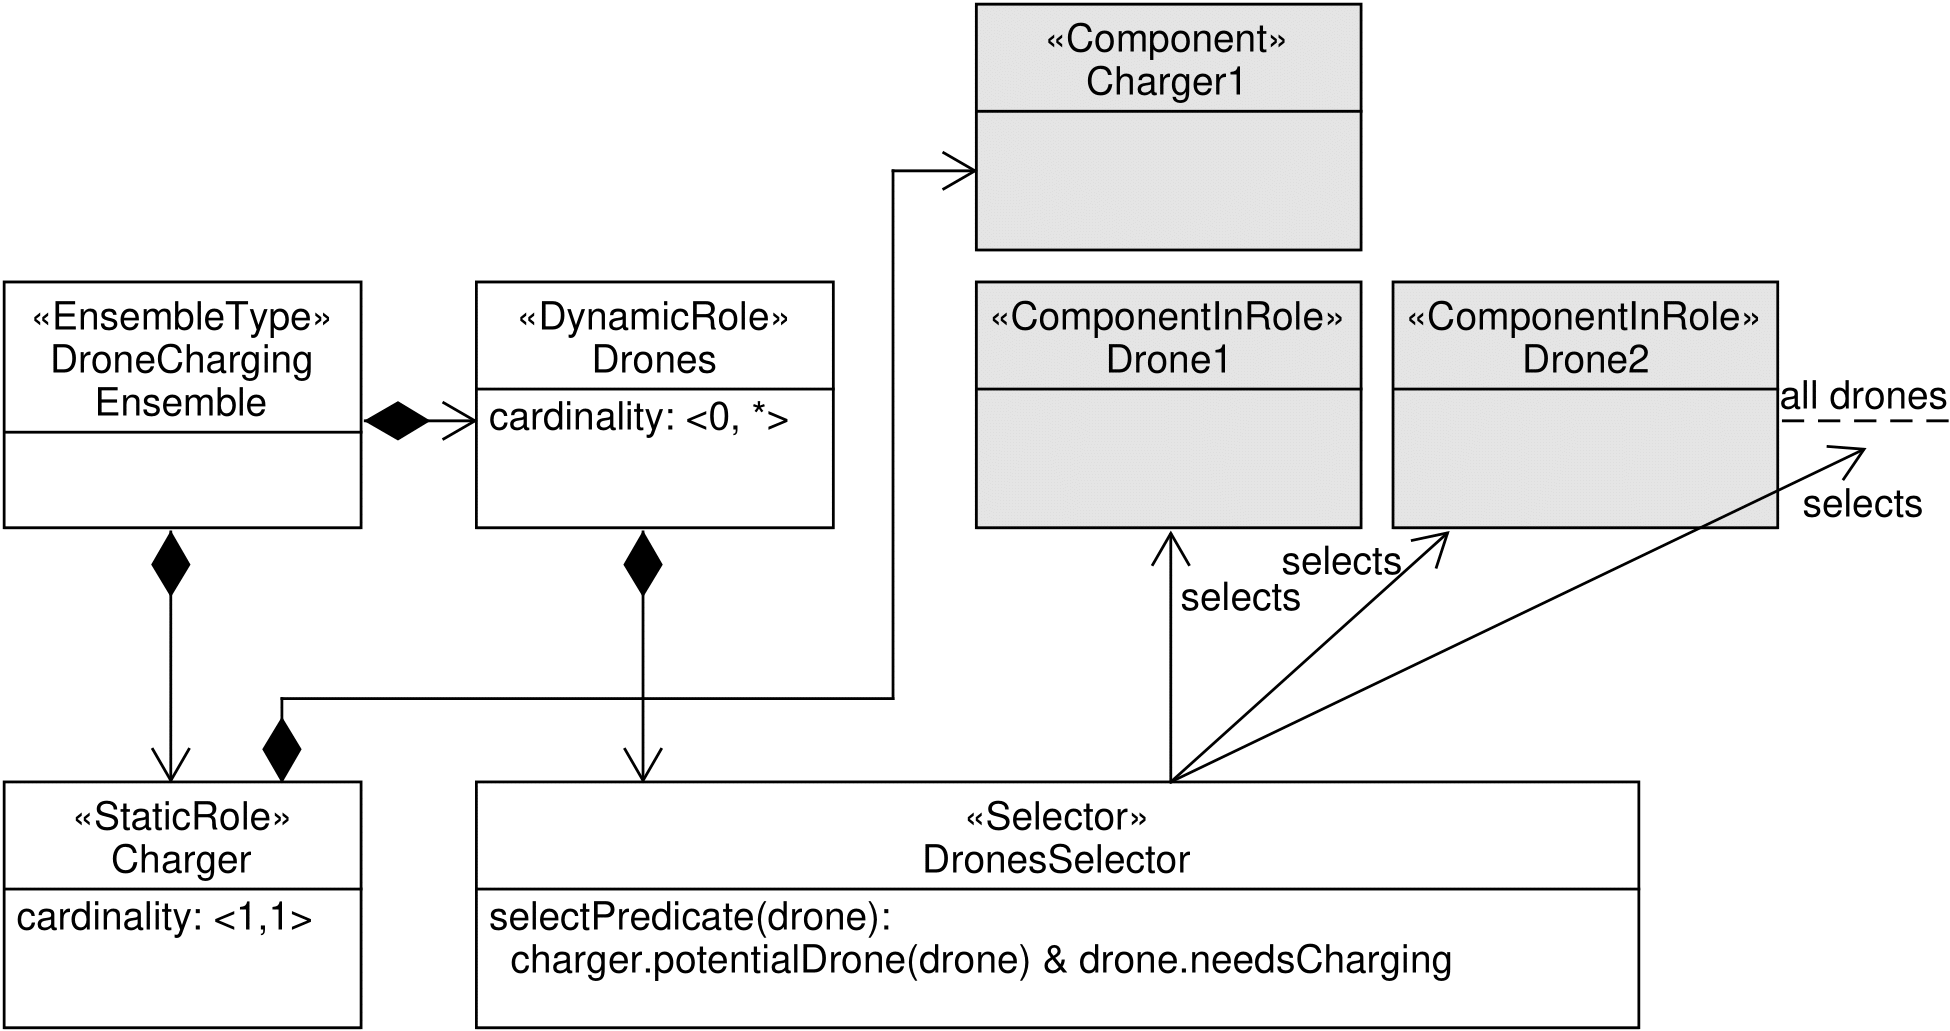 «Component»
Charger1
«EnsembleType»
DroneCharging
Ensemble
«DynamicRole»
Drones
cardinality: <0, *>
«ComponentInRole»
Drone1
«ComponentInRole»
Drone2
all drones
selects
selects
selects
«StaticRole»
Charger
cardinality: <1,1>
«Selector»
DronesSelector
selectPredicate(drone):
charger.potentialDrone(drone) & drone.needsCharging